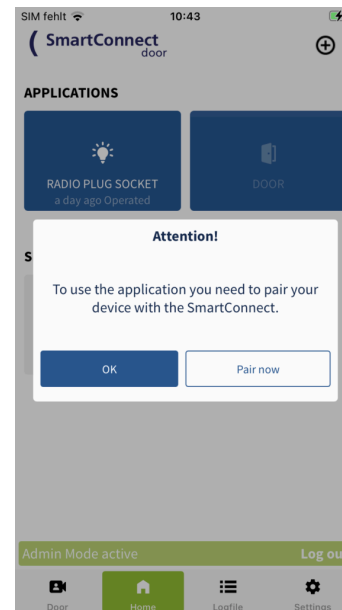 SIM fehlt 10:43
SmartConnect
door
APPLICATIONS
RADIO PLUG SOCKET
a day ago Operated
DOOR
Attention!
S
To use the application you need to pair your
device with the SmartConnect.
OK
Pair now
Admin Mode active Log ou
Door Home Logfile Settings